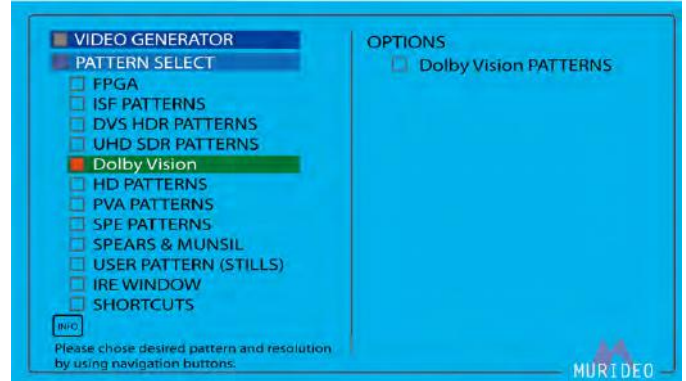 VIDEO GENERATOR
PATTERN SELECT
FPGA
ISF PATTERNS
DVS HDR PATTERNS
UHD SDR PATTERNS
Dolby Vision
HD PATTERNS
PVA PATTERNS
SPE PATTERNS
SPEARS & MUNSIL
USER PATTERN (STILLS)
IRE WINDOW
SHORTCUTS
INFO
Please chose desired pattern and resolution
by using navigation buttons.
OPTIONS
Dolby Vision PATTERNS
MURIDEO